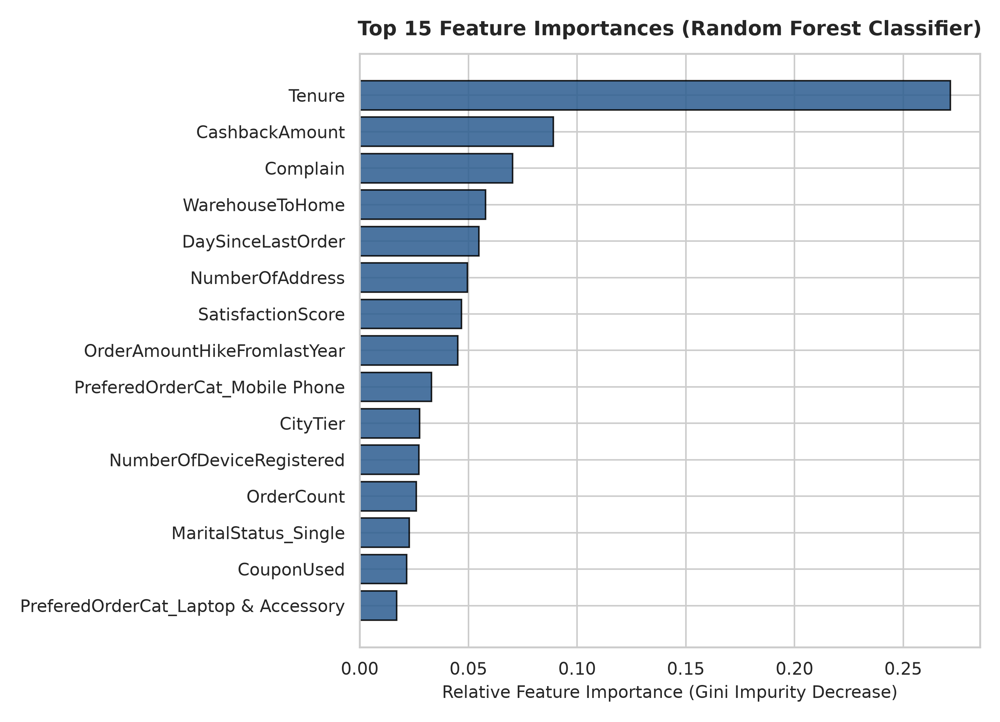 Top 15 Feature Importances (Random Forest Classifier)
Tenure
CashbackAmount
Complain
WarehouseToHome
DaySinceLastOrder
NumberOfAddress
SatisfactionScore
OrderAmountHikeFromlastYear
PreferedOrderCat_Mobile Phone
CityTier
NumberOfDeviceRegistered
OrderCount
MaritalStatus_Single
CouponUsed
PreferedOrderCat_Laptop & Accessory
0.00 0.05 0.10 0.15 0.20 0.25
Relative Feature Importance (Gini Impurity Decrease)